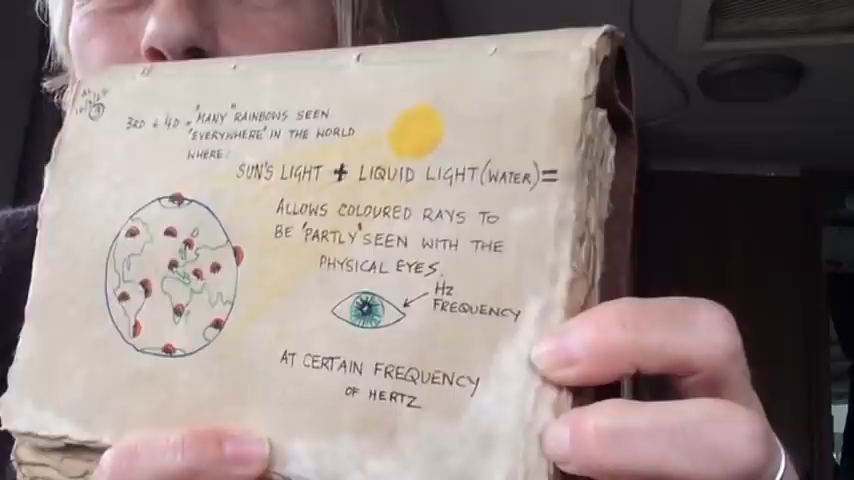 3RD + 4D = "MANY" RAINBOWS SEEN
'EVERYWHERE' IN THE WORLD
WHERE:
SUN'S LIGHT + LIQUID LIGHT (WATER) =
ALLOWS COLOURED RAYS TO
BE 'PARTLY' SEEN WITH THE
PHYSICAL EYES.
Hz
FREQUENCY
AT CERTAIN FREQUENCY
OF HERTZ